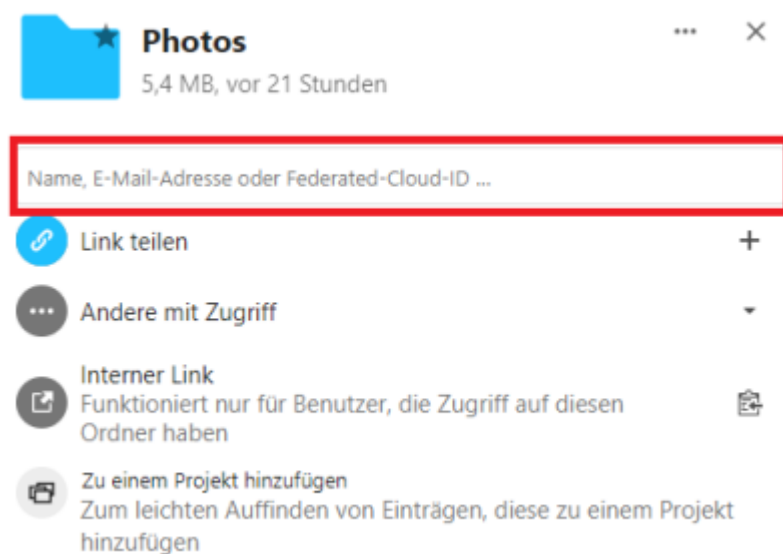 Photos
5,4 MB, vor 21 Stunden
Name, E-Mail-Adresse oder Federated-Cloud-ID ...
Link teilen
Andere mit Zugriff
Interner Link
Funktioniert nur für Benutzer, die Zugriff auf diesen
Ordner haben
Zu einem Projekt hinzufügen
Zum leichten Auffinden von Einträgen, diese zu einem Projekt
hinzufügen